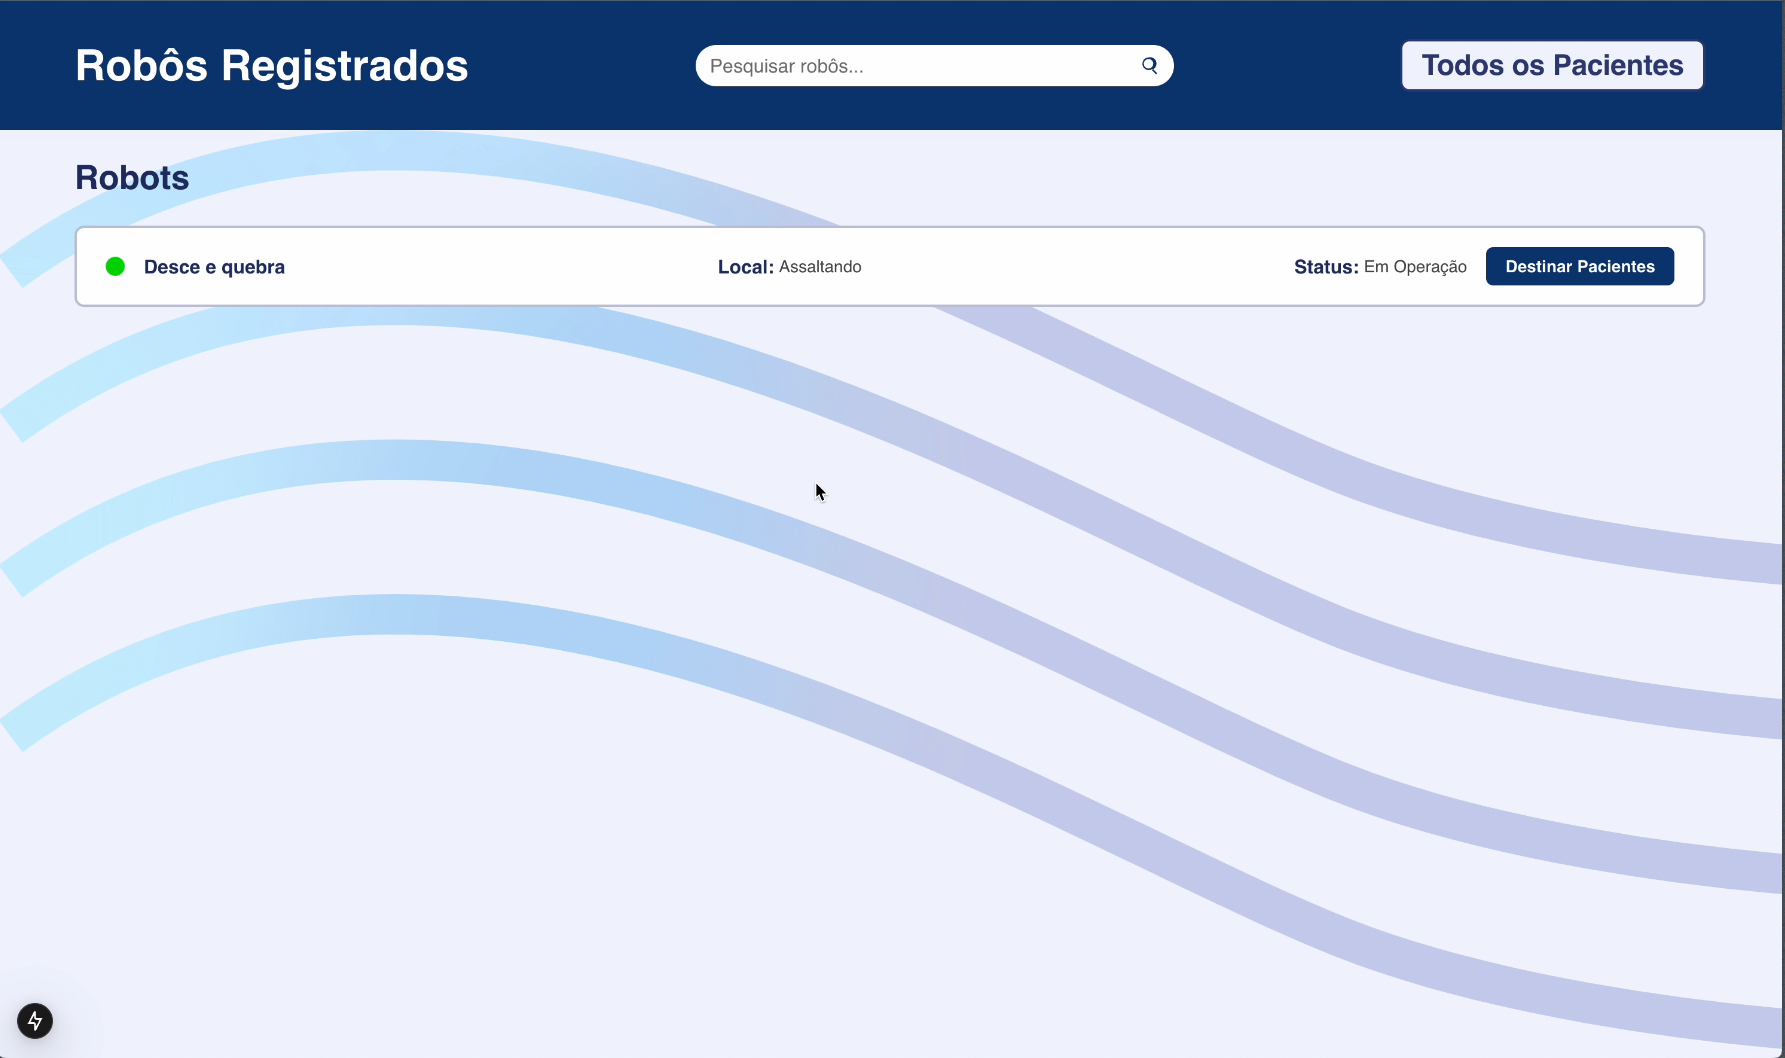 Robôs Registrados
Pesquisar robôs...
Todos os Pacientes
Robots
Desce e quebra
Local: Assaltando
Status: Em Operação
Destinar Pacientes